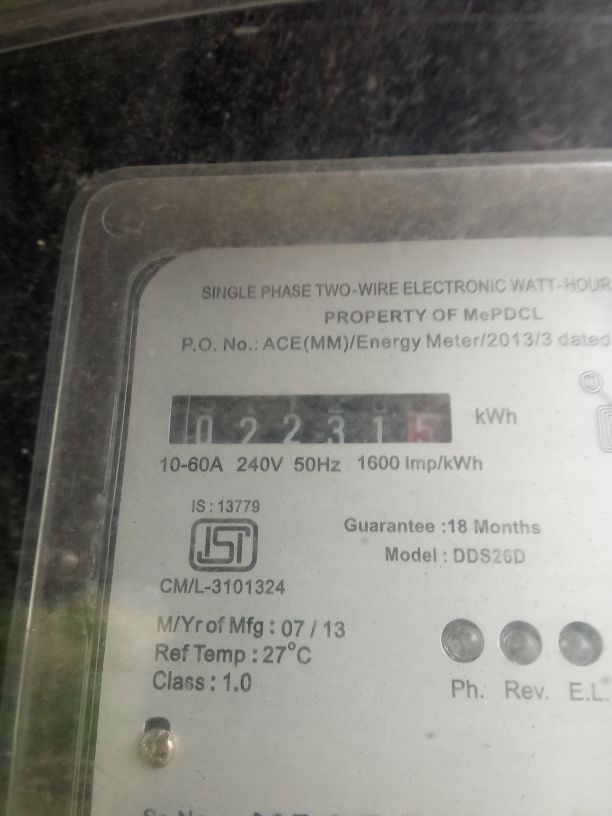 SINGLE PHASE TWO-WIRE ELECTRONIC WATT-HOUR
PROPERTY OF MePDCL
P.O. No.: ACE(MM)/Energy Meter/2013/3 dated
022315 kWh
10-60A 240V 50Hz 1600 Imp/kWh
IS : 13779
ISI
CM/L-3101324
Guarantee :18 Months
Model : DDS26D
M/Yr of Mfg : 07 / 13
Ref Temp : 27°C
Class : 1.0
Ph. Rev. E.L.